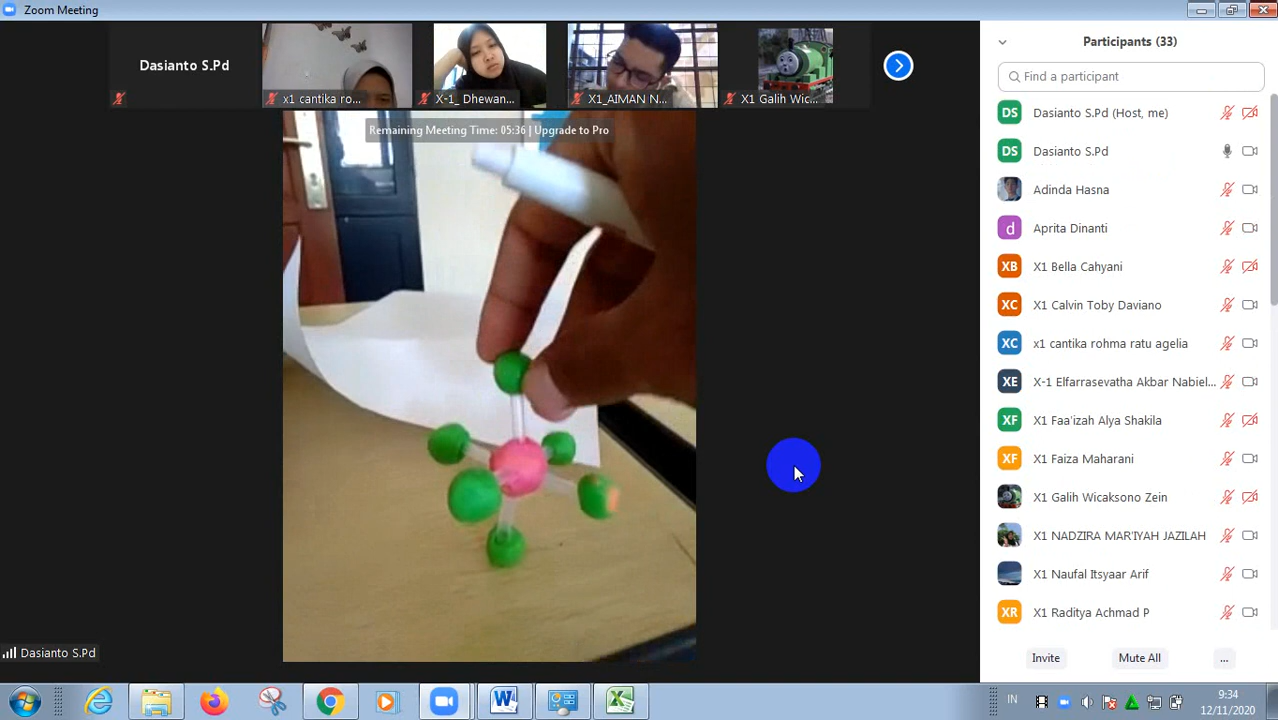 Zoom Meeting
Dasianto S.Pd
x1 cantika ro...
X-1_ Dhewan...
X1_AIMAN N...
X1 Galih Wic...
Remaining Meeting Time: 05:36 | Upgrade to Pro
Dasianto S.Pd
Participants (33)
Find a participant
DS Dasianto S.Pd (Host, me)
DS Dasianto S.Pd
Adinda Hasna
d Aprita Dinanti
XB X1 Bella Cahyani
XC X1 Calvin Toby Daviano
XC x1 cantika rohma ratu agelia
XE X-1 Elfarrasevatha Akbar Nabiel...
XF X1 Faa'izah Alya Shakila
XF X1 Faiza Maharani
X1 Galih Wicaksono Zein
X1 NADZIRA MAR'IYAH JAZILAH
X1 Naufal Itsyaar Arif
XR X1 Raditya Achmad P
Invite
Mute All
...
IN
9:34
12/11/2020